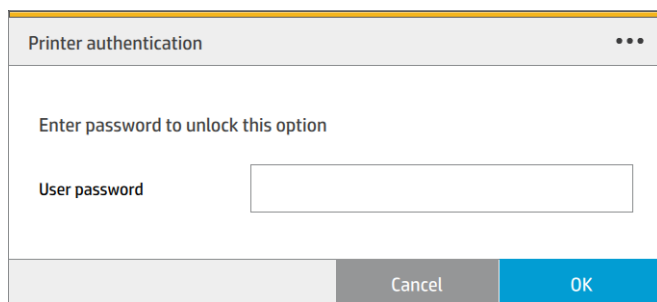 Printer authentication
Enter password to unlock this option
User password
Cancel OK